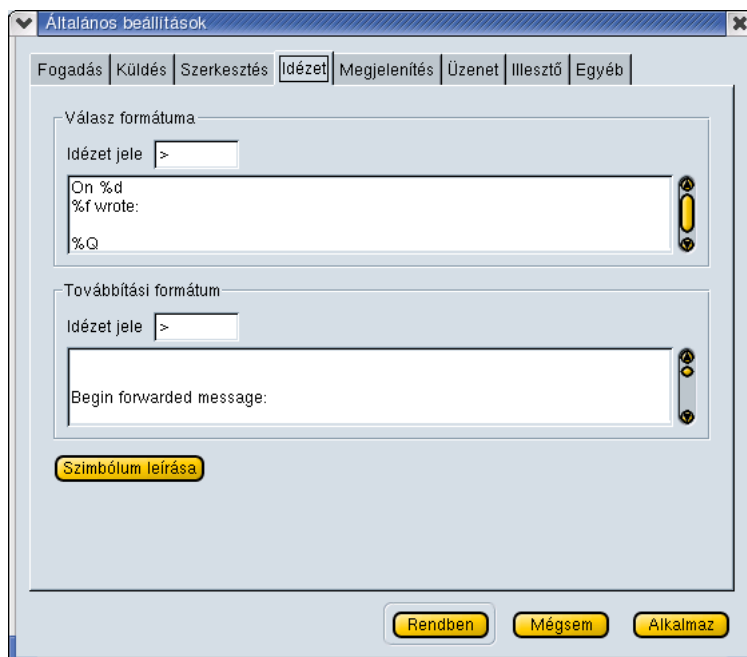 Általános beállítások
Fogadás Küldés Szerkesztés Idézet Megjelenítés Üzenet Illesztő Egyéb
Válasz formátuma
Idézet jele >
On %d
%f wrote:
%Q
Továbbítási formátum
Idézet jele >
Begin forwarded message:
Szimbólum leírása
Rendben Mégsem Alkalmaz